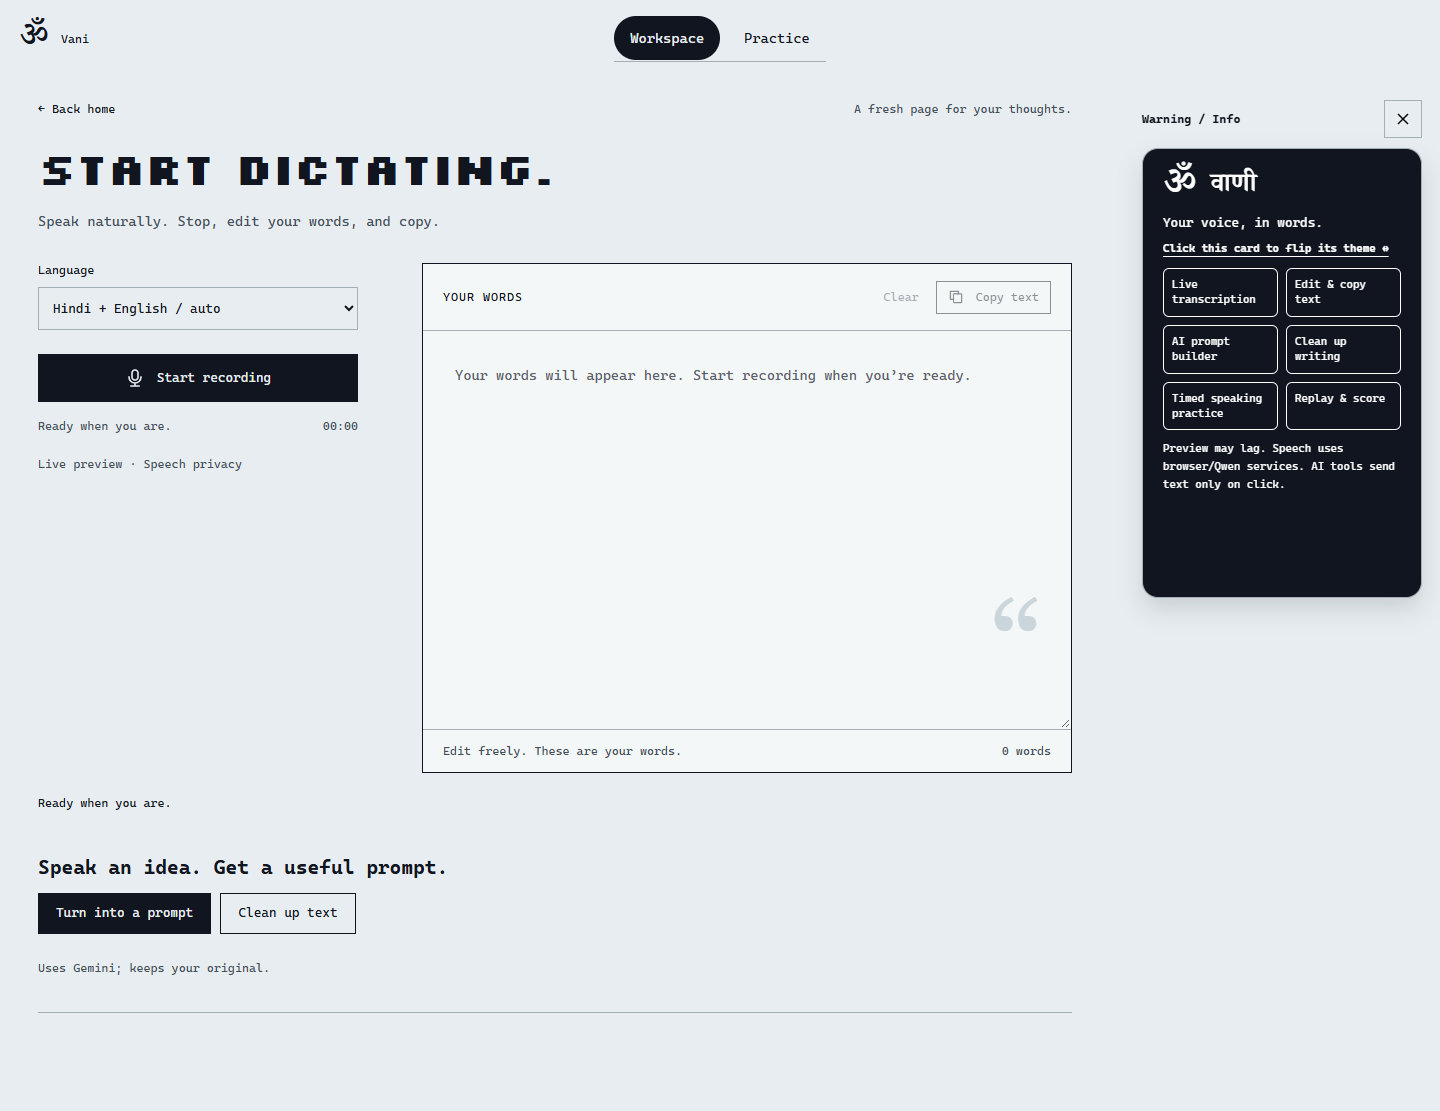 ॐ Vani
Workspace Practice
← Back home
A fresh page for your thoughts.
START DICTATING.
Speak naturally. Stop, edit your words, and copy.
Language
Hindi + English / auto
Start recording
Ready when you are. 00:00
Live preview · Speech privacy
YOUR WORDS Clear Copy text
Your words will appear here. Start recording when you’re ready.
“
Edit freely. These are your words. 0 words
Ready when you are.
Speak an idea. Get a useful prompt.
Turn into a prompt Clean up text
Uses Gemini; keeps your original.
Warning / Info
ॐ वाणी
Your voice, in words.
Click this card to flip its theme ⇔
Live
transcription
Edit & copy
text
AI prompt
builder
Clean up
writing
Timed speaking
practice
Replay & score
Preview may lag. Speech uses
browser/Qwen services. AI tools send
text only on click.